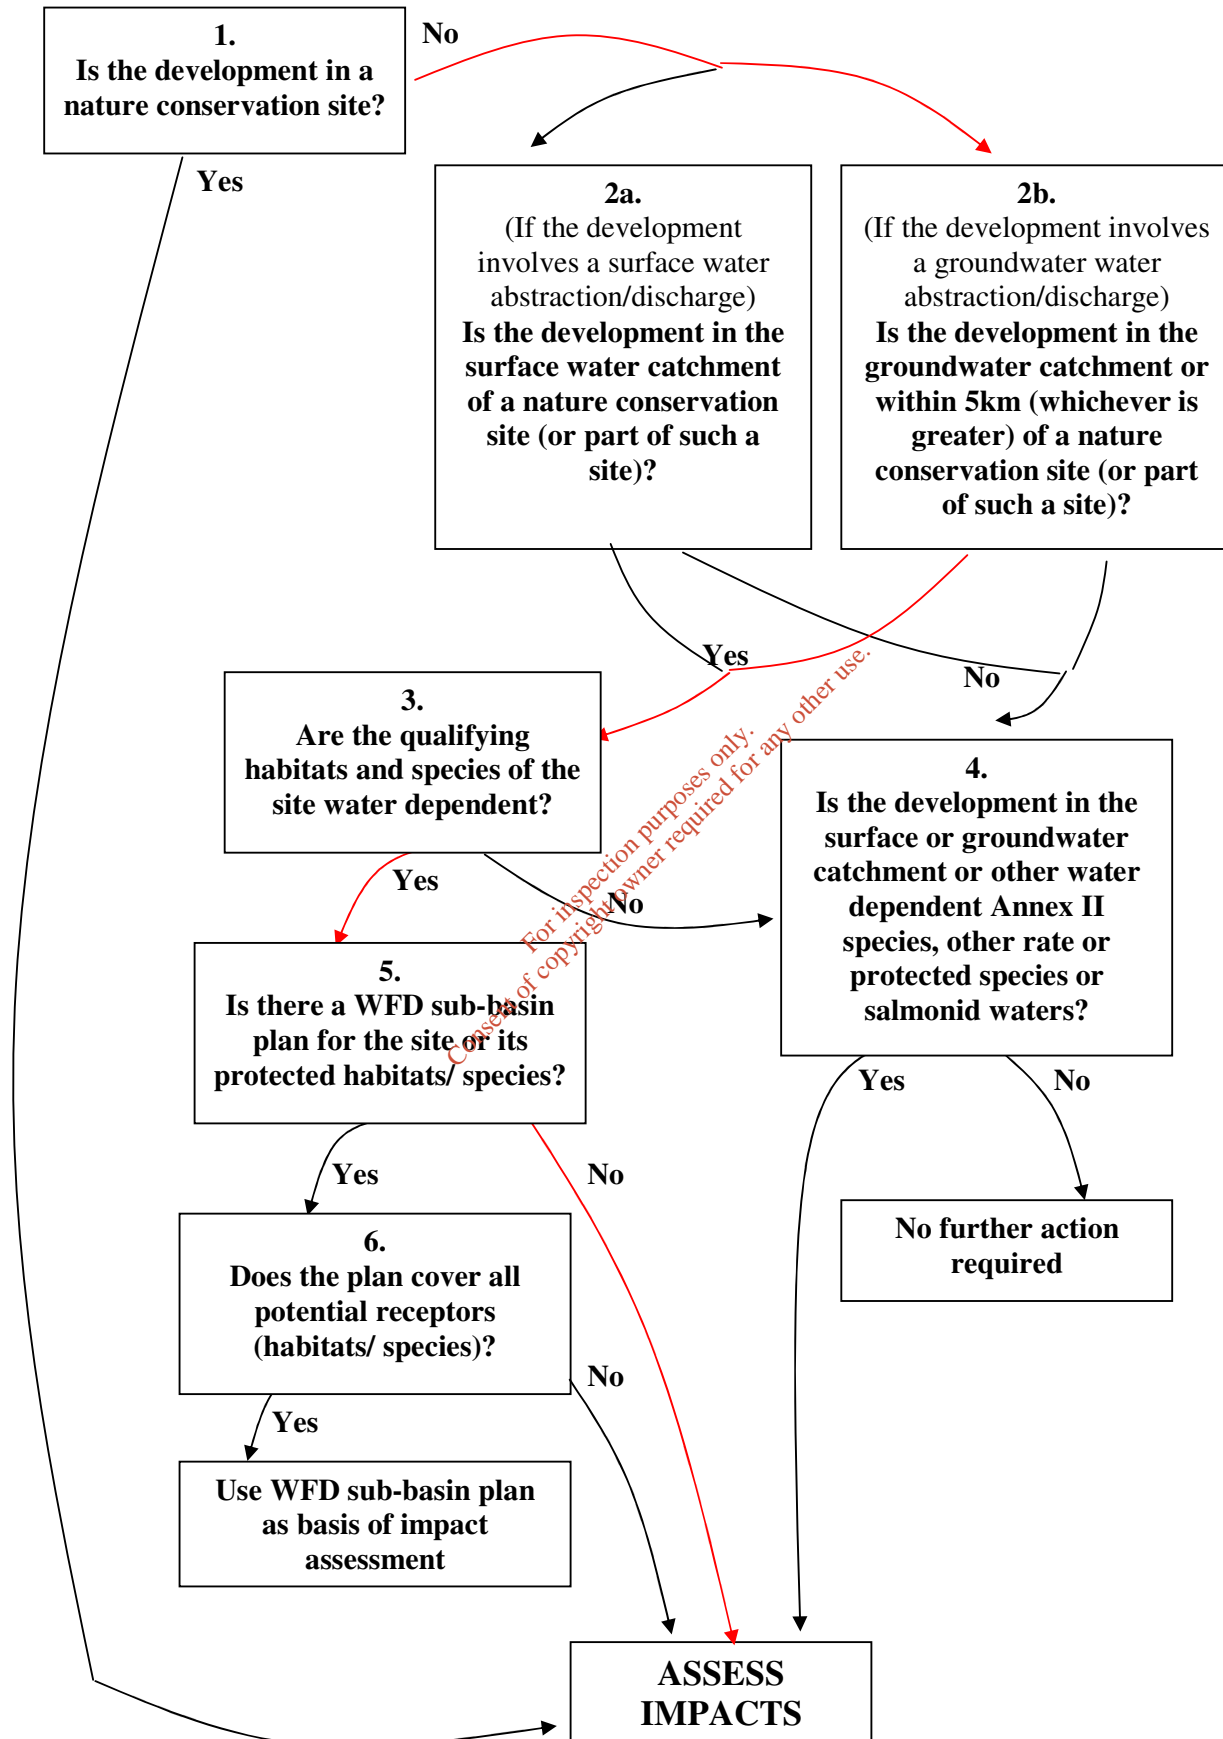 1.
Is the development in a
nature conservation site?
No
Yes
2a.
(If the development
involves a surface water
abstraction/discharge)
Is the development in the
surface water catchment
of a nature conservation
site (or part of such a
site)?
2b.
(If the development involves
a groundwater water
abstraction/discharge)
Is the development in the
groundwater catchment or
within 5km (whichever is
greater) of a nature
conservation site (or part
of such a site)?
Yes
No
3.
Are the qualifying
habitats and species of the
site water dependent?
4.
Is the development in the
surface or groundwater
catchment or other water
dependent Annex II
species, other rate or
protected species or
salmonid waters?
Yes
No
5.
Is there a WFD sub-basin
plan for the site or its
protected habitats/ species?
Yes
No
Yes
No
No further action
required
6.
Does the plan cover all
potential receptors
(habitats/ species)?
Yes
No
Use WFD sub-basin plan
as basis of impact
assessment
ASSESS
IMPACTS
For inspection purposes only.
Consent of copyright owner required for any other use.